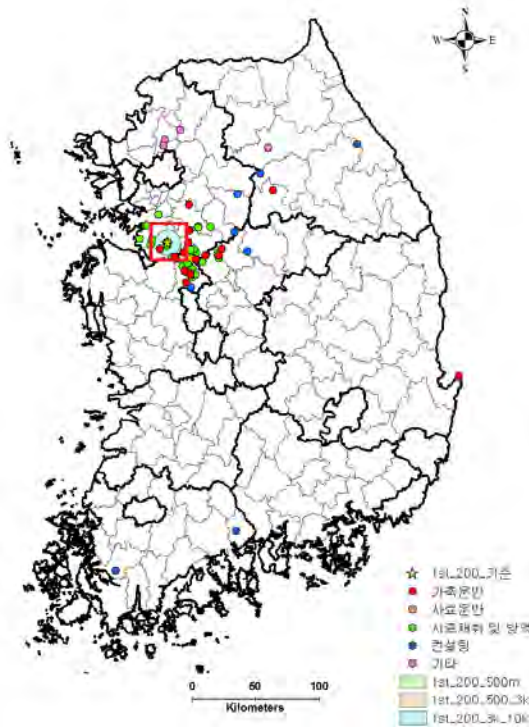 N
W E
S
1st_200_기준
가축운반
사료운반
시료채취 및 방역
컨설팅
기타
1st_200_500m
1st_200_500_3k
1st_200_3k_10k
0 50 100
Kilometers